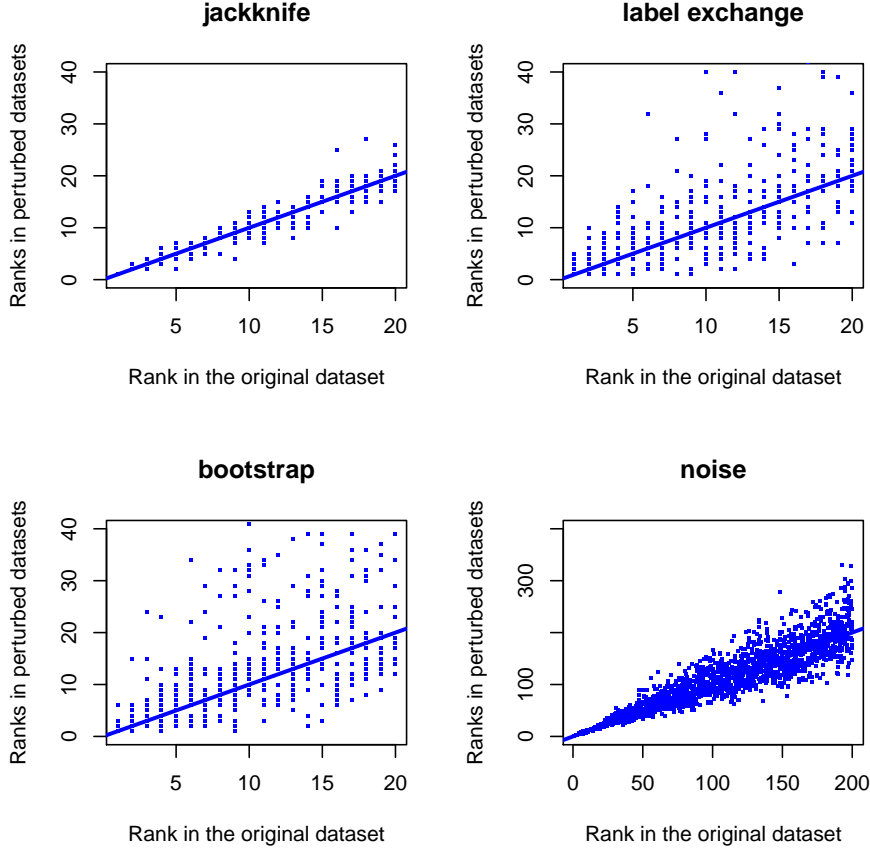 jackknife
label exchange
Ranks in perturbed datasets
0 10 20 30 40
5 10 15 20
Rank in the original dataset
Ranks in perturbed datasets
0 10 20 30 40
5 10 15 20
Rank in the original dataset
bootstrap
noise
Ranks in perturbed datasets
0 10 20 30 40
5 10 15 20
Rank in the original dataset
Ranks in perturbed datasets
0 100 300
0 50 100 150 200
Rank in the original dataset